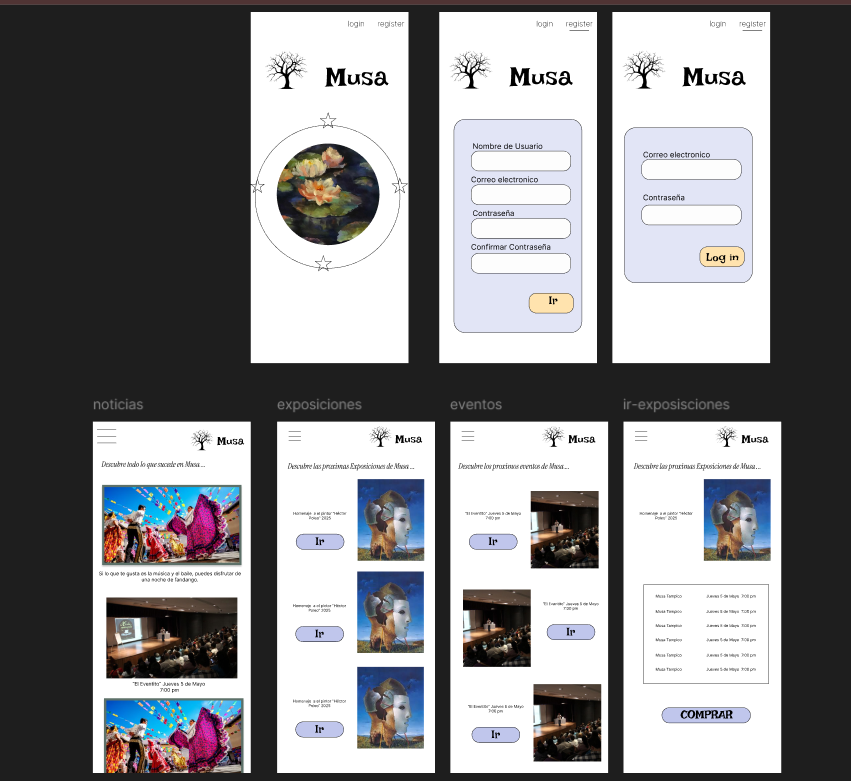 login register
Musa
login register
Musa
Nombre de Usuario
Correo electronico
Contraseña
Confirmar Contraseña
Ir
login register
Musa
Correo electronico
Contraseña
Log in
noticias
Musa
Descubre todo lo que sucede en Musa ...
Si lo que te gusta es la música y el baile, puedes disfrutar de
una noche de fandango.
"El Eventito" Jueves 5 de Mayo
7:00 pm
exposiciones
Musa
Descubre las proximas Exposiciones de Musa ...
Homenaje a el pintor "Héctor
Poleo" 2025
Ir
Homenaje a el pintor "Héctor
Poleo" 2025
Ir
Homenaje a el pintor "Héctor
Poleo" 2025
Ir
eventos
Musa
Descubre los proximos eventos de Musa ...
"El Eventito" Jueves 5 de Mayo
7:00 pm
Ir
"El Eventito" Jueves 5 de Mayo
7:00 pm
Ir
"El Eventito" Jueves 5 de Mayo
7:00 pm
Ir
ir-exposisciones
Musa
Descubre las proximas Exposiciones de Musa ...
Homenaje a el pintor "Héctor
Poleo" 2025
Musa Tampico Jueves 5 de Mayo 7:00 pm
Musa Tampico Jueves 5 de Mayo 7:00 pm
Musa Tampico Jueves 5 de Mayo 7:00 pm
Musa Tampico Jueves 5 de Mayo 7:00 pm
Musa Tampico Jueves 5 de Mayo 7:00 pm
Musa Tampico Jueves 5 de Mayo 7:00 pm
COMPRAR